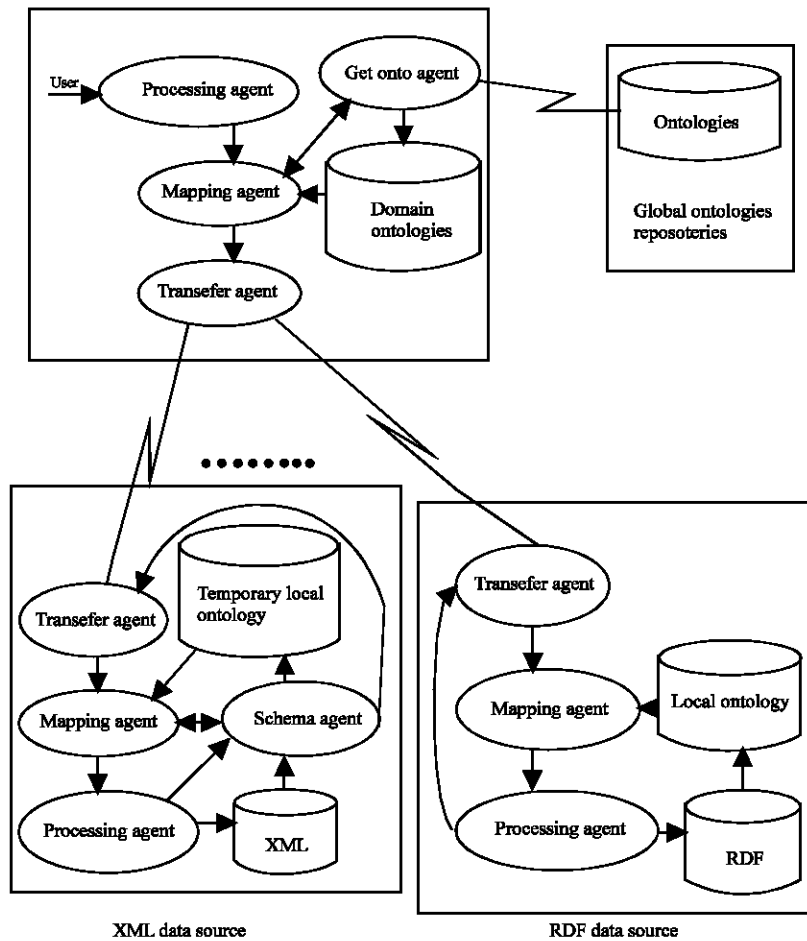 User
Processing agent
Get onto agent
Ontologies
Mapping agent
Domain
ontologies
Global ontologies
reposoteries
Transefer agent
Temporary local
ontology
Transefer agent
Mapping agent
Schema agent
Processing agent
XML
XML data source
Transefer agent
Mapping agent
Local ontology
Processing agent
RDF
RDF data source